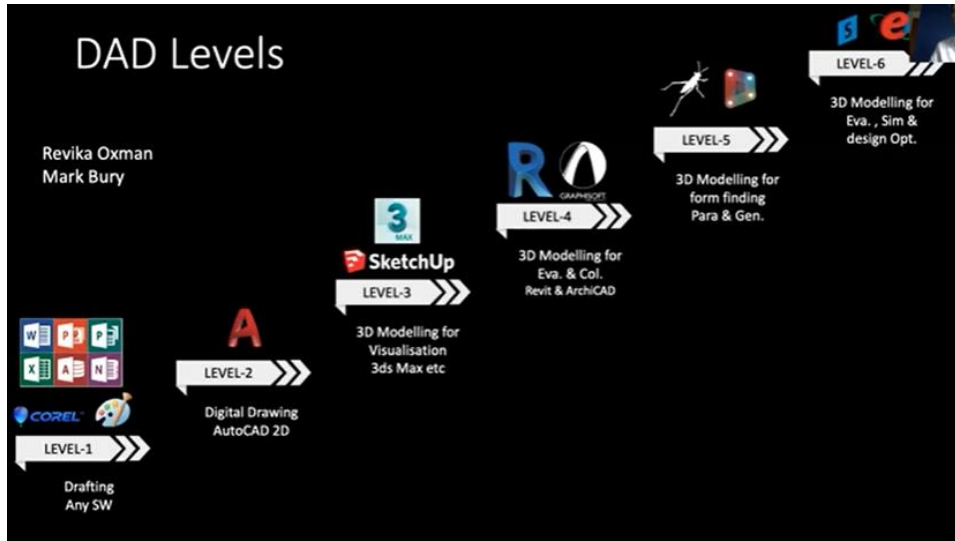 DAD Levels
Revika Oxman
Mark Bury
W P P
X A N
COREL
LEVEL-1
Drafting
Any SW
A
LEVEL-2
Digital Drawing
AutoCAD 2D
3
MAX
SketchUp
LEVEL-3
3D Modelling for
Visualisation
3ds Max etc
R
GRAPHISOFT
LEVEL-4
3D Modelling for
Eva. & Col.
Revit & ArchiCAD
LEVEL-5
3D Modelling for
form finding
Para & Gen.
S e
LEVEL-6
3D Modelling for
Eva. , Sim &
design Opt.